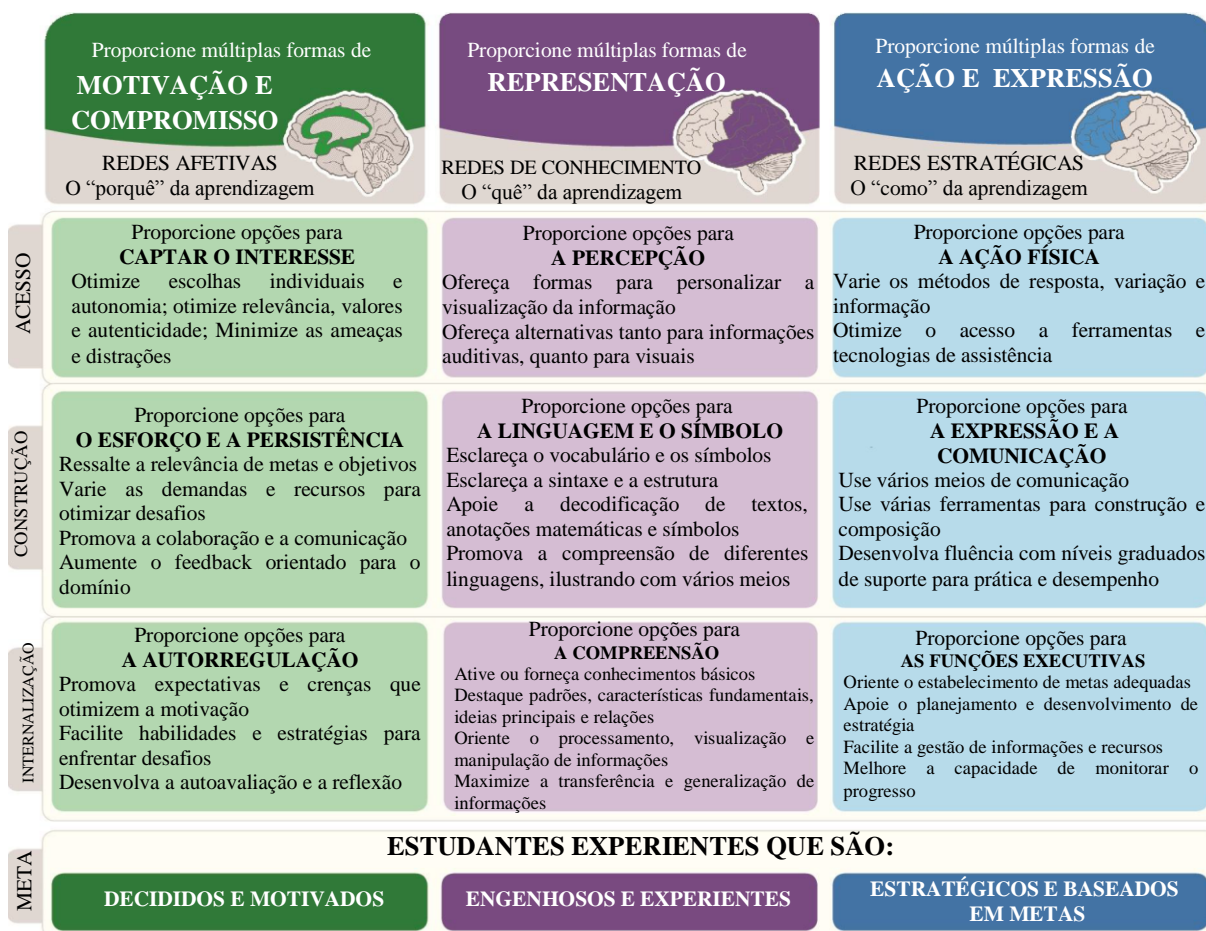 Proporcione múltiplas formas de
MOTIVAÇÃO E
COMPROMISSO
REDES AFETIVAS
O “porquê” da aprendizagem
Proporcione múltiplas formas de
REPRESENTAÇÃO
REDES DE CONHECIMENTO
O “quê” da aprendizagem
Proporcione múltiplas formas de
AÇÃO E EXPRESSÃO
REDES ESTRATÉGICAS
O “como” da aprendizagem
ACESSO
Proporcione opções para
CAPTAR O INTERESSE
Otimize escolhas individuais e
autonomia; otimize relevância, valores
e autenticidade; Minimize as ameaças
e distrações
Proporcione opções para
A PERCEPÇÃO
Ofereça formas para personalizar a
visualização da informação
Ofereça alternativas tanto para informações
auditivas, quanto para visuais
Proporcione opções para
A AÇÃO FÍSICA
Varie os métodos de resposta, variação e
informação
Otimize o acesso a ferramentas e
tecnologias de assistência
CONSTRUÇÃO
Proporcione opções para
O ESFORÇO E A PERSISTÊNCIA
Ressalte a relevância de metas e objetivos
Varie as demandas e recursos para
otimizar desafios
Promova a colaboração e a comunicação
Aumente o feedback orientado para o
domínio
Proporcione opções para
A LINGUAGEM E O SÍMBOLO
Esclareça o vocabulário e os símbolos
Esclareça a sintaxe e a estrutura
Apoie a decodificação de textos,
anotações matemáticas e símbolos
Promova a compreensão de diferentes
linguagens, ilustrando com vários meios
Proporcione opções para
A EXPRESSÃO E A
COMUNICAÇÃO
Use vários meios de comunicação
Use várias ferramentas para construção e
composição
Desenvolva fluência com níveis graduados
de suporte para prática e desempenho
INTERNALIZAÇÃO
Proporcione opções para
A AUTORREGULAÇÃO
Promova expectativas e crenças que
otimizem a motivação
Facilite habilidades e estratégias para
enfrentar desafios
Desenvolva a autoavaliação e a reflexão
Proporcione opções para
A COMPREENSÃO
Ative ou forneça conhecimentos básicos
Destaque padrões, características fundamentais,
ideias principais e relações
Oriente o processamento, visualização e
manipulação de informações
Maximize a transferência e generalização de
informações
Proporcione opções para
AS FUNÇÕES EXECUTIVAS
Oriente o estabelecimento de metas adequadas
Apoie o planejamento e desenvolvimento de
estratégia
Facilite a gestão de informações e recursos
Melhore a capacidade de monitorar o
progresso
META
ESTUDANTES EXPERIENTES QUE SÃO:
DECIDIDOS E MOTIVADOS
ENGENHOSOS E EXPERIENTES
ESTRATÉGICOS E BASEADOS
EM METAS